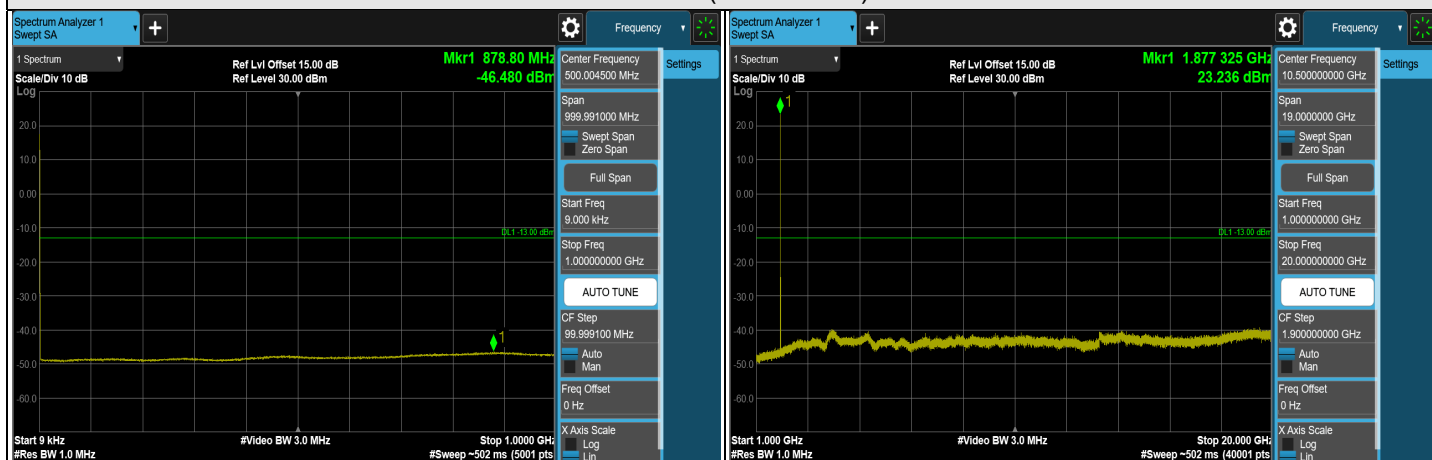 Spectrum Analyzer 1
Swept SA
+
Frequency
1 Spectrum
Scale/Div 10 dB
Ref Lvl Offset 15.00 dB
Ref Level 30.00 dBm
Mkr1 878.80 MHz
-46.480 dBm
Log
20.0
10.0
0.00
-10.0
-20.0
-30.0
-40.0
-50.0
-60.0
DL1 -13.00 dBm
1
Start 9 kHz
#Res BW 1.0 MHz
#Video BW 3.0 MHz
Stop 1.0000 GHz
#Sweep ~502 ms (5001 pts
Center Frequency
500.004500 MHz
Span
999.991000 MHz
Swept Span
Zero Span
Full Span
Start Freq
9.000 kHz
Stop Freq
1.000000000 GHz
AUTO TUNE
CF Step
99.999100 MHz
Auto
Man
Freq Offset
0 Hz
X Axis Scale
Log
Lin
Settings
Spectrum Analyzer 1
Swept SA
+
Frequency
1 Spectrum
Scale/Div 10 dB
Ref Lvl Offset 15.00 dB
Ref Level 30.00 dBm
Mkr1 1.877 325 GHz
23.236 dBm
Log
20.0
10.0
0.00
-10.0
-20.0
-30.0
-40.0
-50.0
-60.0
DL1 -13.00 dBm
1
Start 1.000 GHz
#Res BW 1.0 MHz
#Video BW 3.0 MHz
Stop 20.000 GHz
#Sweep ~502 ms (40001 pts
Center Frequency
10.500000000 GHz
Span
19.0000000 GHz
Swept Span
Zero Span
Full Span
Start Freq
1.000000000 GHz
Stop Freq
20.000000000 GHz
AUTO TUNE
CF Step
1.900000000 GHz
Auto
Man
Freq Offset
0 Hz
X Axis Scale
Log
Lin
Settings